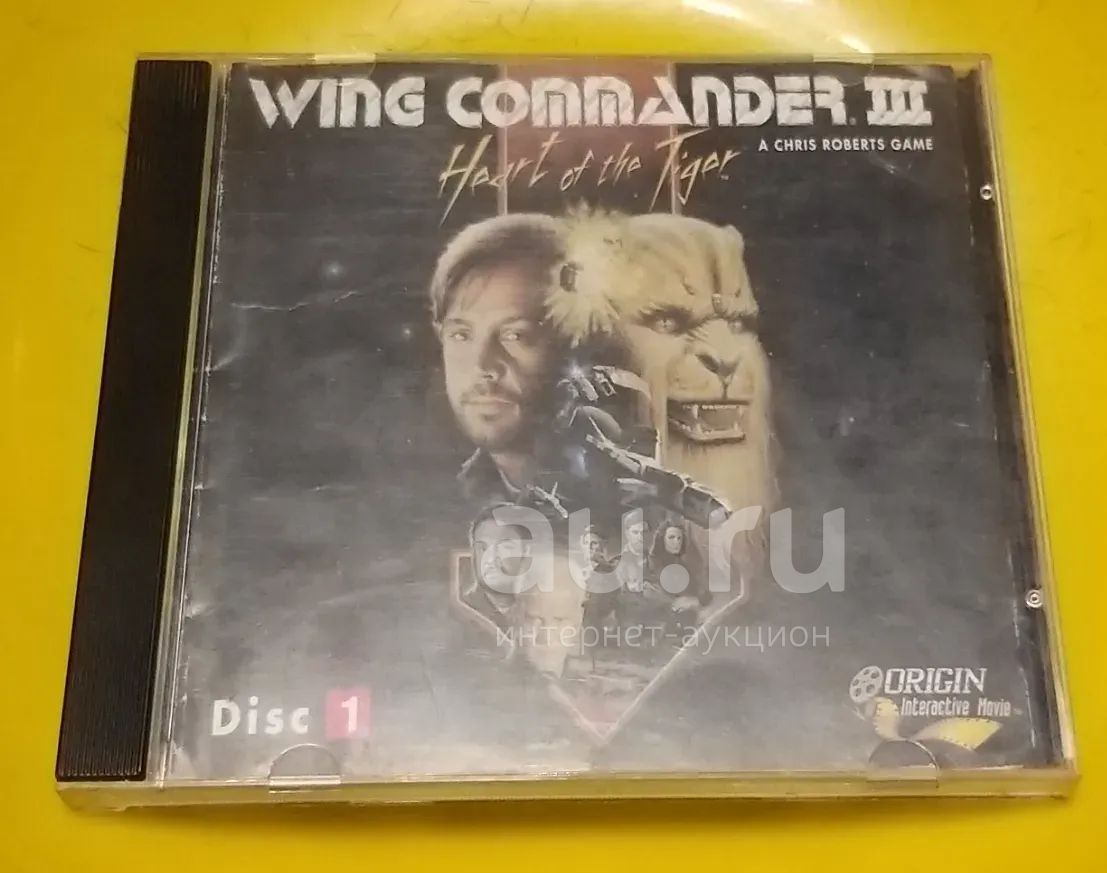 WING COMMANDER III
A CHRIS ROBERTS GAME
Heart of the Tiger
au.ru
интернет-аукцион
ORIGIN
Interactive Movie
Disc 1